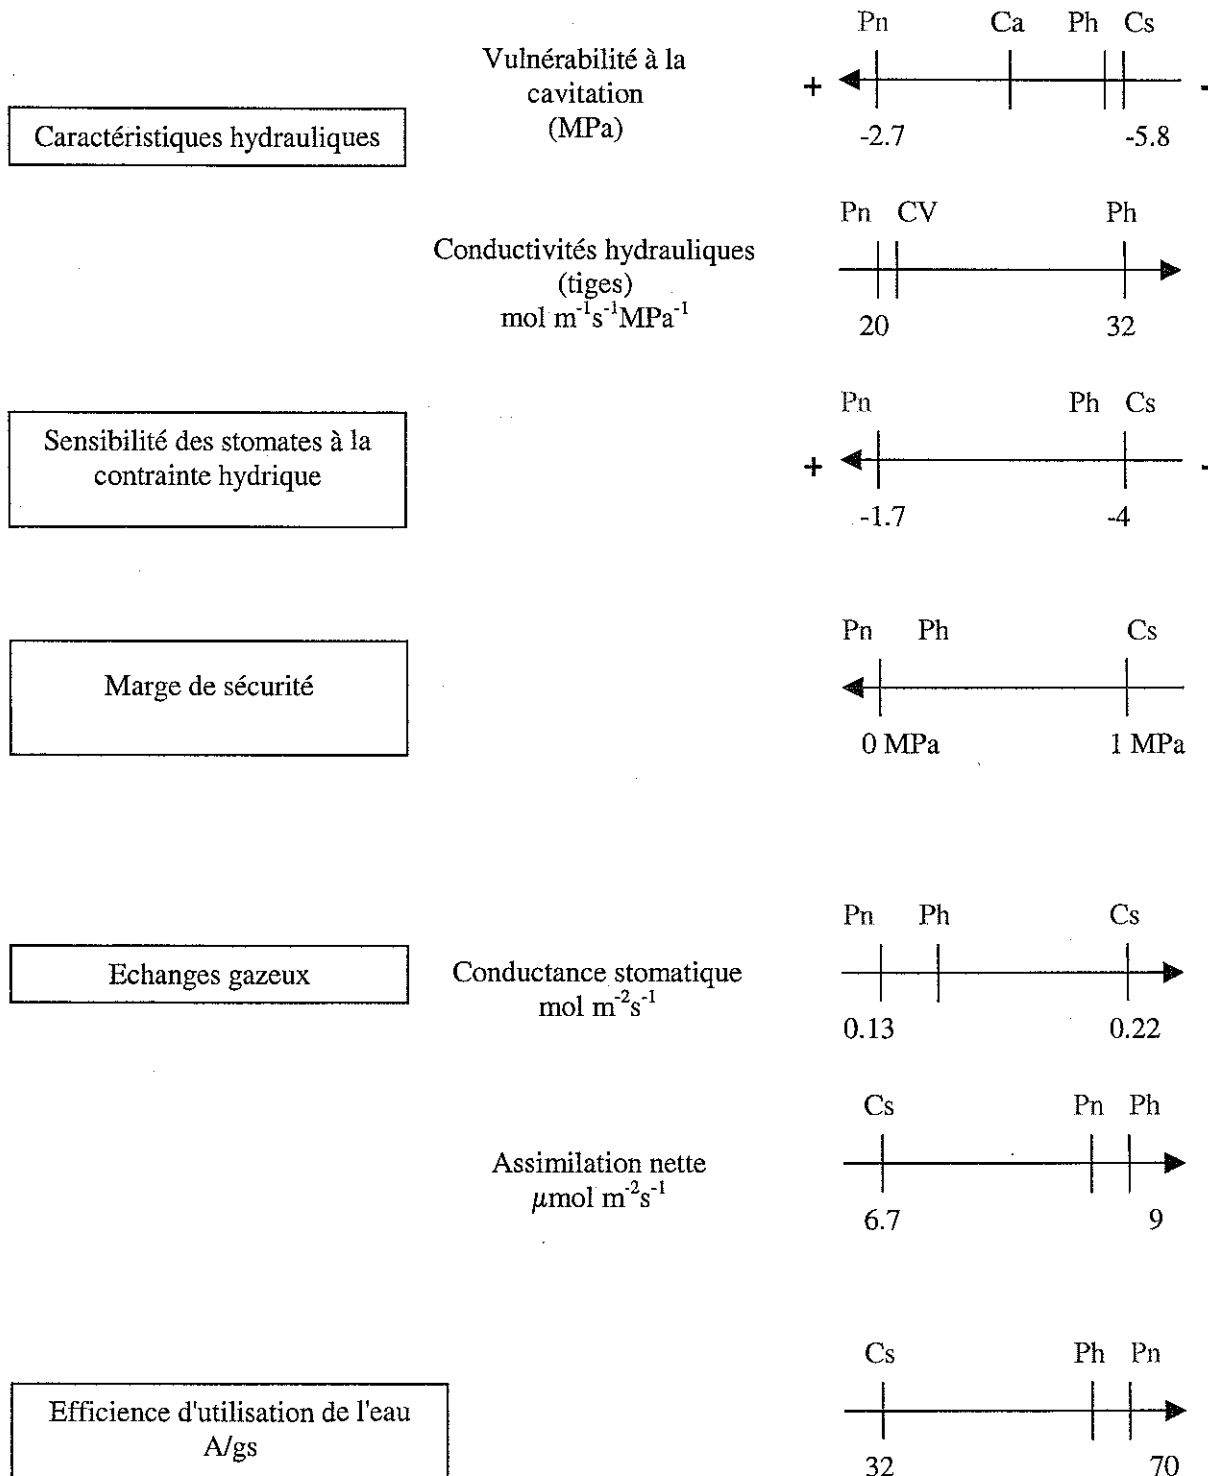 Pn Ca Ph Cs
Vulnérabilité à la
cavitation
(MPa)
+ -
Caractéristiques hydrauliques
-2.7 -5.8
Pn CV Ph
Conductivités hydrauliques
(tiges)
mol m-1s-1MPa-1
20 32
Pn Ph Cs
Sensibilité des stomates à la
contrainte hydrique
+ -
-1.7 -4
Pn Ph Cs
Marge de sécurité
0 MPa 1 MPa
Pn Ph Cs
Echanges gazeux
Conductance stomatique
mol m-2s-1
0.13 0.22
Cs Pn Ph
Assimilation nette
µmol m-2s-1
6.7 9
Cs Ph Pn
Efficience d'utilisation de l'eau
A/gs
32 70